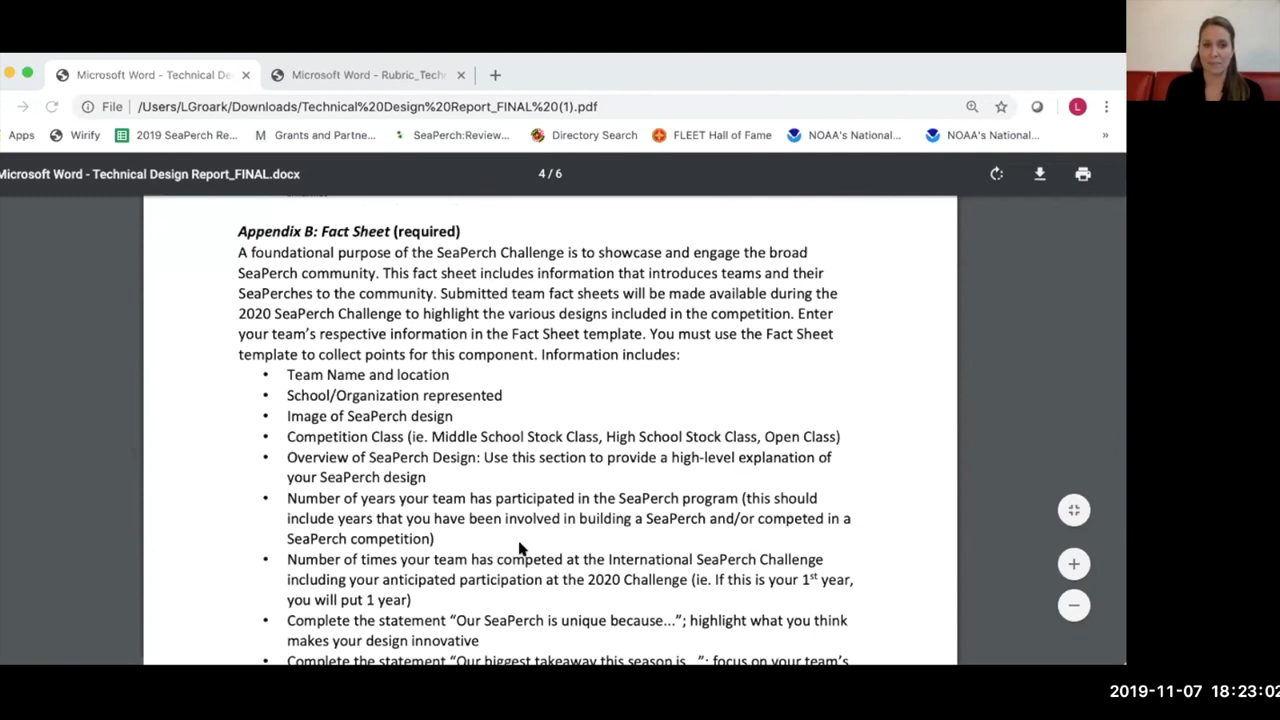 Microsoft Word - Technical De
Microsoft Word - Rubric_Tech
File
/Users/LGroark/Downloads/Technical%20Design%20Report_FINAL%20(1).pdf
L
Apps
Wirify
2019 SeaPerch Re...
Grants and Partne...
SeaPerch:Review...
Directory Search
FLEET Hall of Fame
NOAA's National...
NOAA's National...
»
Microsoft Word - Technical Design Report_FINAL.docx
4 / 6
Appendix B: Fact Sheet (required)
A foundational purpose of the SeaPerch Challenge is to showcase and engage the broad
SeaPerch community. This fact sheet includes information that introduces teams and their
SeaPerches to the community. Submitted team fact sheets will be made available during the
2020 SeaPerch Challenge to highlight the various designs included in the competition. Enter
your team's respective information in the Fact Sheet template. You must use the Fact Sheet
template to collect points for this component. Information includes:
• Team Name and location
• School/Organization represented
• Image of SeaPerch design
• Competition Class (ie. Middle School Stock Class, High School Stock Class, Open Class)
• Overview of SeaPerch Design: Use this section to provide a high-level explanation of
your SeaPerch design
• Number of years your team has participated in the SeaPerch program (this should
include years that you have been involved in building a SeaPerch and/or competed in a
SeaPerch competition)
• Number of times your team has competed at the International SeaPerch Challenge
including your anticipated participation at the 2020 Challenge (ie. If this is your 1st year,
you will put 1 year)
• Complete the statement “Our SeaPerch is unique because...”; highlight what you think
makes your design innovative
• Complete the statement “Our biggest takeaway this season is...”; focus on your team's
2019-11-07 18:23:02